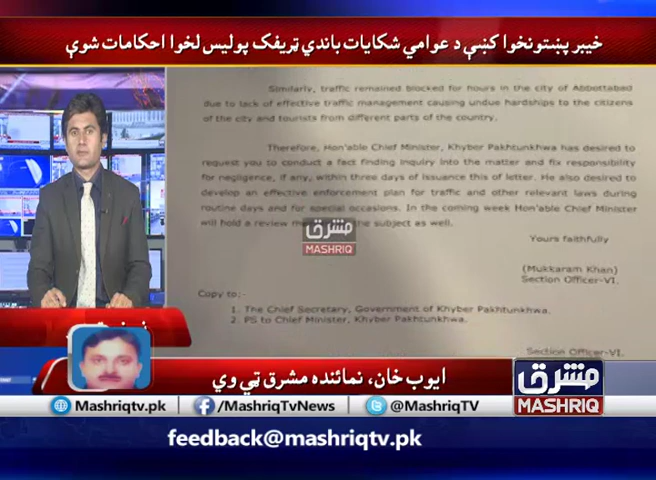 خیبر پښتونخوا کښې د عوامي شکایات باندې ټریفک پولیس لخوا احکامات شوې
Similarly, traffic remained blocked for hours in the city of Abbottabad
due to lack of effective traffic management causing undue hardships to the citizens
of the city and tourists from different parts of the country.
Therefore, Hon'able Chief Minister, Khyber Pakhtunkhwa has desired to
request you to conduct a fact finding inquiry into the matter and fix responsibility
for negligence, if any, within three days of issuance this of letter. He also desired to
develop an effective enforcement plan for traffic and other relevant laws during
routine days and for special occasions. In the coming week Hon'able Chief Minister
will hold a review the subject as well.
مشرق
MASHRIQ
Yours faithfully
(Mukkaram Khan)
Section Officer-VI.
Copy to:-
1. The Chief Secretary, Government of Khyber Pakhtunkhwa.
2. PS to Chief Minister, Khyber Pakhtunkhwa.
Section Officer-VI.
ایوب خان، نمائنده مشرق ټي وي
مشرق
MASHRIQ
Mashriqtv.pk
/MashriqTvNews
@MashriqTV
feedback@mashriqtv.pk